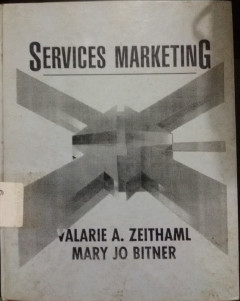 SERVICES MARKETING
VALARIE A. ZEITHAML
MARY JO BITNER